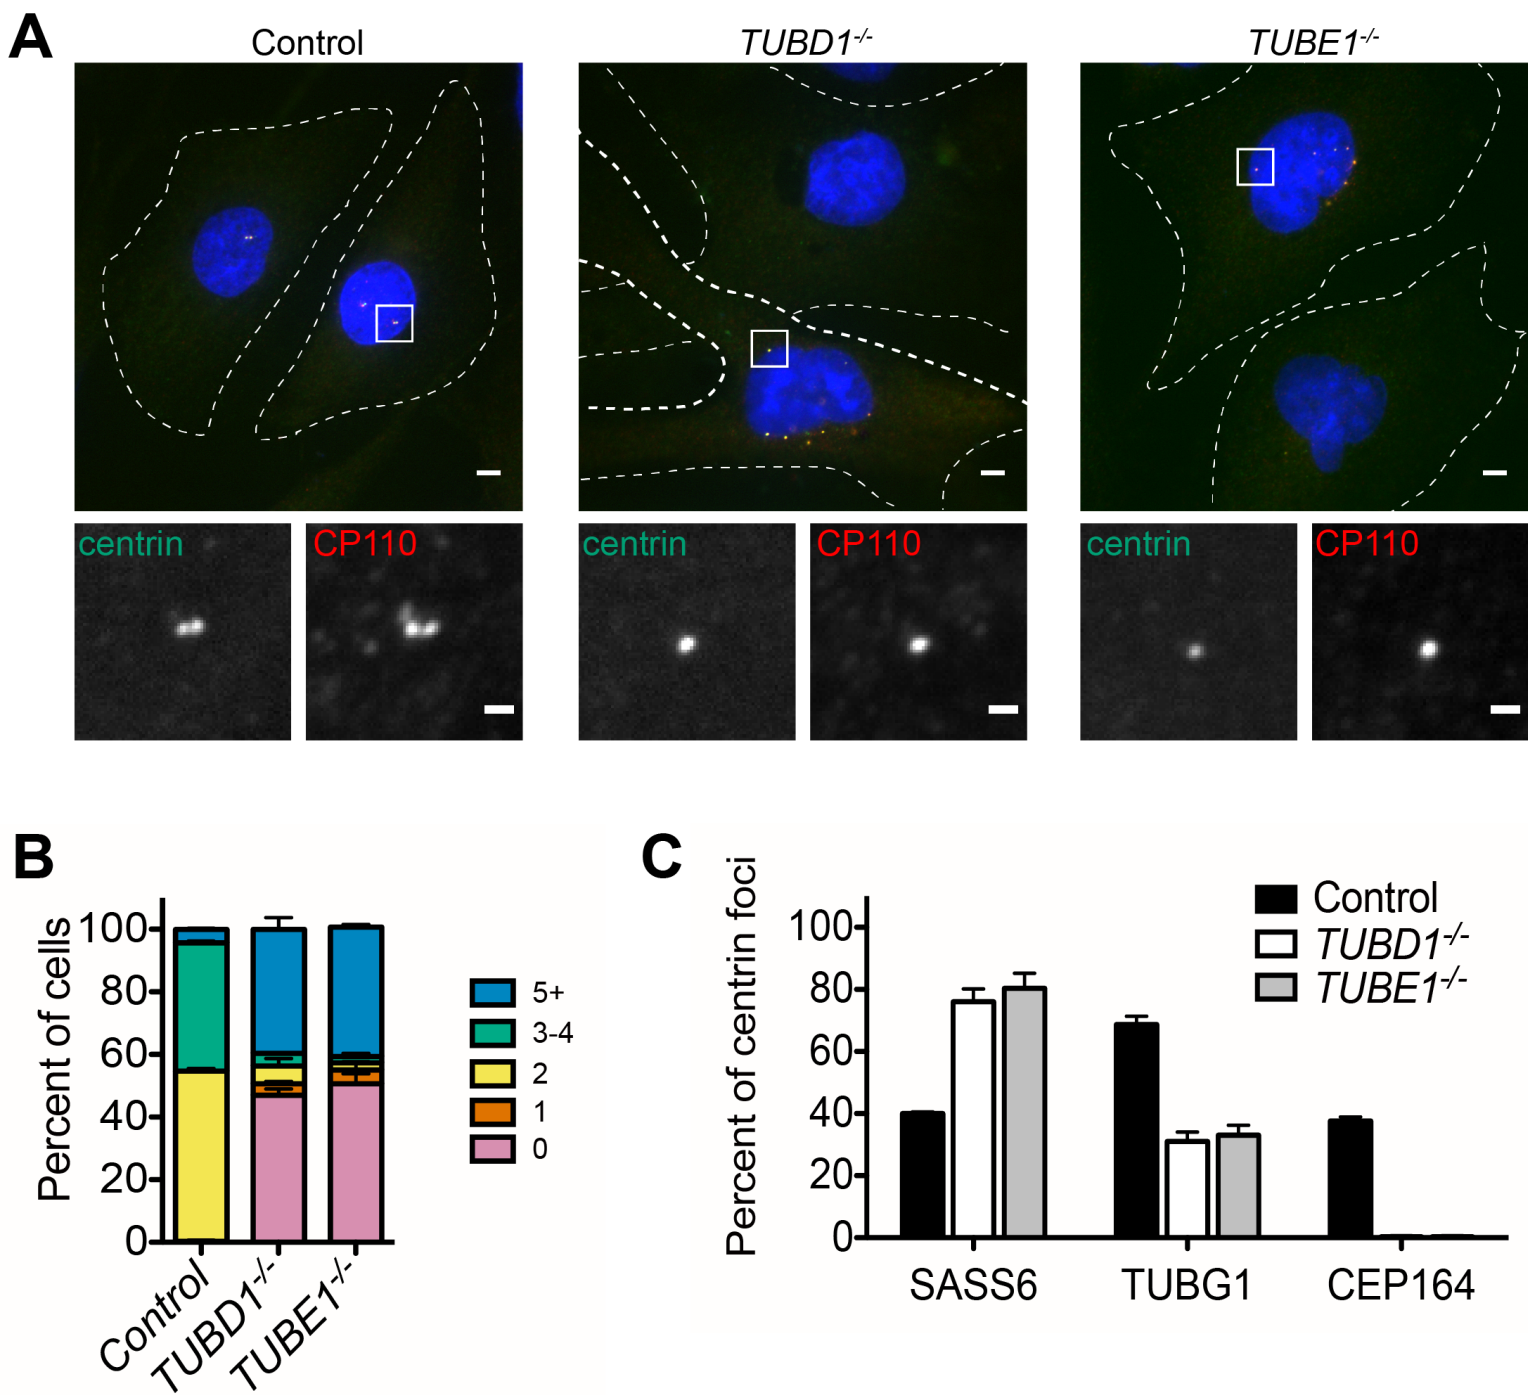 A
Control
TUBD1-/-
TUBE1-/-
centrin
CP110
centrin
CP110
centrin
CP110
B
Percent of cells
100
80
60
40
20
0
Control
TUBD1-/-
TUBE1-/-
5+
3-4
2
1
0
C
Percent of centrin foci
100
80
60
40
20
0
SASS6
TUBG1
CEP164
Control
TUBD1-/-
TUBE1-/-